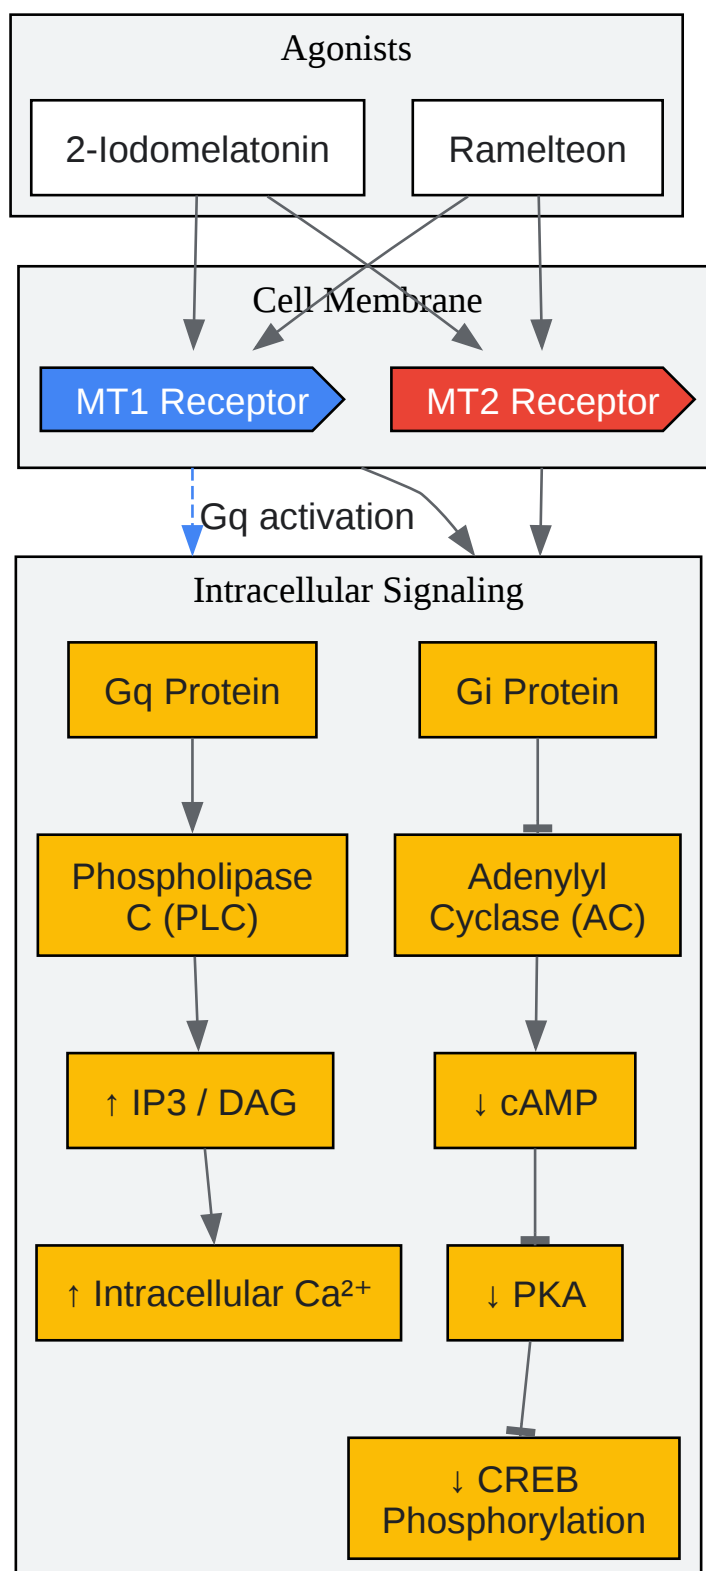 Agonists
2-Iodomelatonin
Ramelteon
Cell Membrane
MT1 Receptor
MT2 Receptor
Gq activation
Intracellular Signaling
Gq Protein
Gi Protein
Phospholipase
C (PLC)
Adenylyl
Cyclase (AC)
↑ IP3 / DAG
↓ cAMP
↑ Intracellular Ca²⁺
↓ PKA
↓ CREB
Phosphorylation